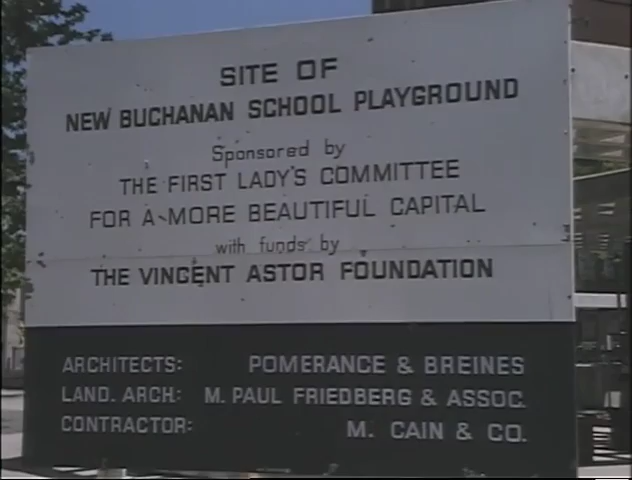 SITE OF
NEW BUCHANAN SCHOOL PLAYGROUND
Sponsored by
THE FIRST LADY'S COMMITTEE
FOR A MORE BEAUTIFUL CAPITAL
with funds by
THE VINCENT ASTOR FOUNDATION
ARCHITECTS: POMERANCE & BREINES
LAND. ARCH: M. PAUL FRIEDBERG & ASSOC.
CONTRACTOR: M. CAIN & CO.